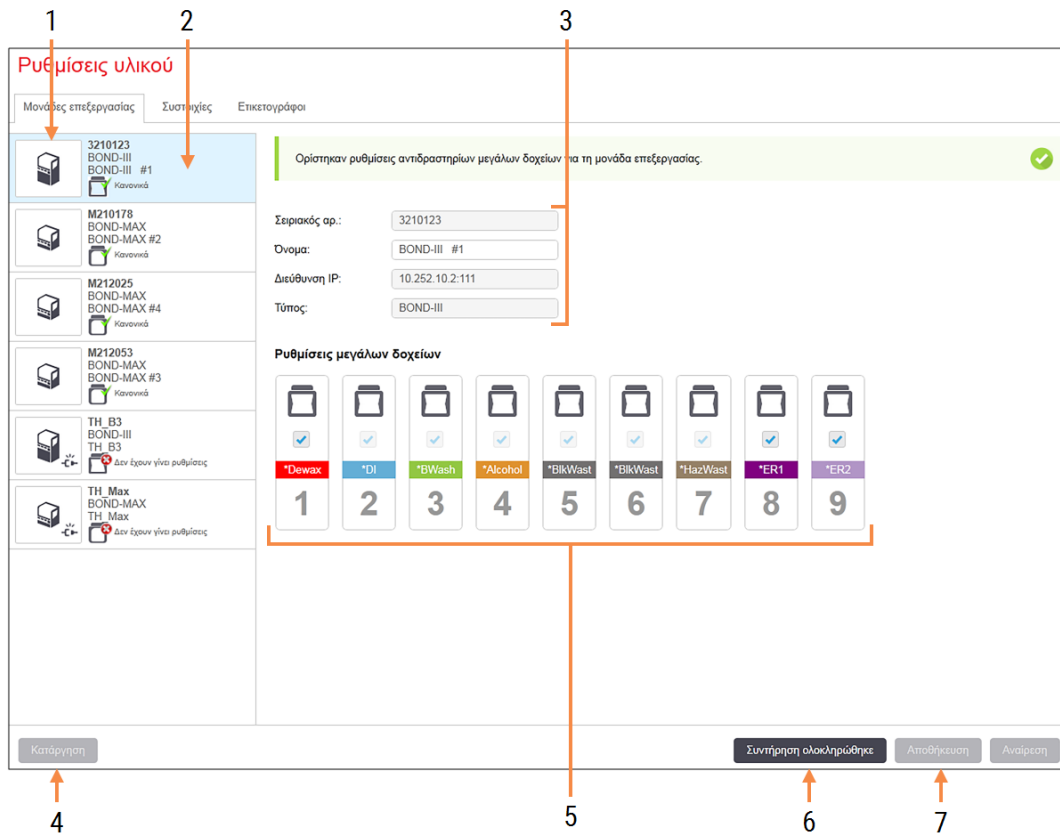 1 2 3
Ρυθμίσεις υλικού
Μονάδες επεξεργασίας Συστοιχίες Ετικετογράφοι
3210123
BOND-III
BOND-III #1
Κανονικά
M210178
BOND-MAX
BOND-MAX #2
Κανονικά
M212025
BOND-MAX
BOND-MAX #4
Κανονικά
M212053
BOND-MAX
BOND-MAX #3
Κανονικά
TH_B3
BOND-III
TH_B3
Δεν έχουν γίνει ρυθμίσεις
TH_Max
BOND-MAX
TH_Max
Δεν έχουν γίνει ρυθμίσεις
Ορίστηκαν ρυθμίσεις αντιδραστηρίων μεγάλων δοχείων για τη μονάδα επεξεργασίας.
Σειριακός αρ.: 3210123
Όνομα: BOND-III #1
Διεύθυνση IP: 10.252.10.2:111
Τύπος: BOND-III
Ρυθμίσεις μεγάλων δοχείων
*Dewax *DI *BWash *Alcohol *BlkWast *BlkWast *HazWast *ER1 *ER2
1 2 3 4 5 6 7 8 9
Κατάργηση Συντήρηση ολοκληρώθηκε Αποθήκευση Αναίρεση
4 5 6 7